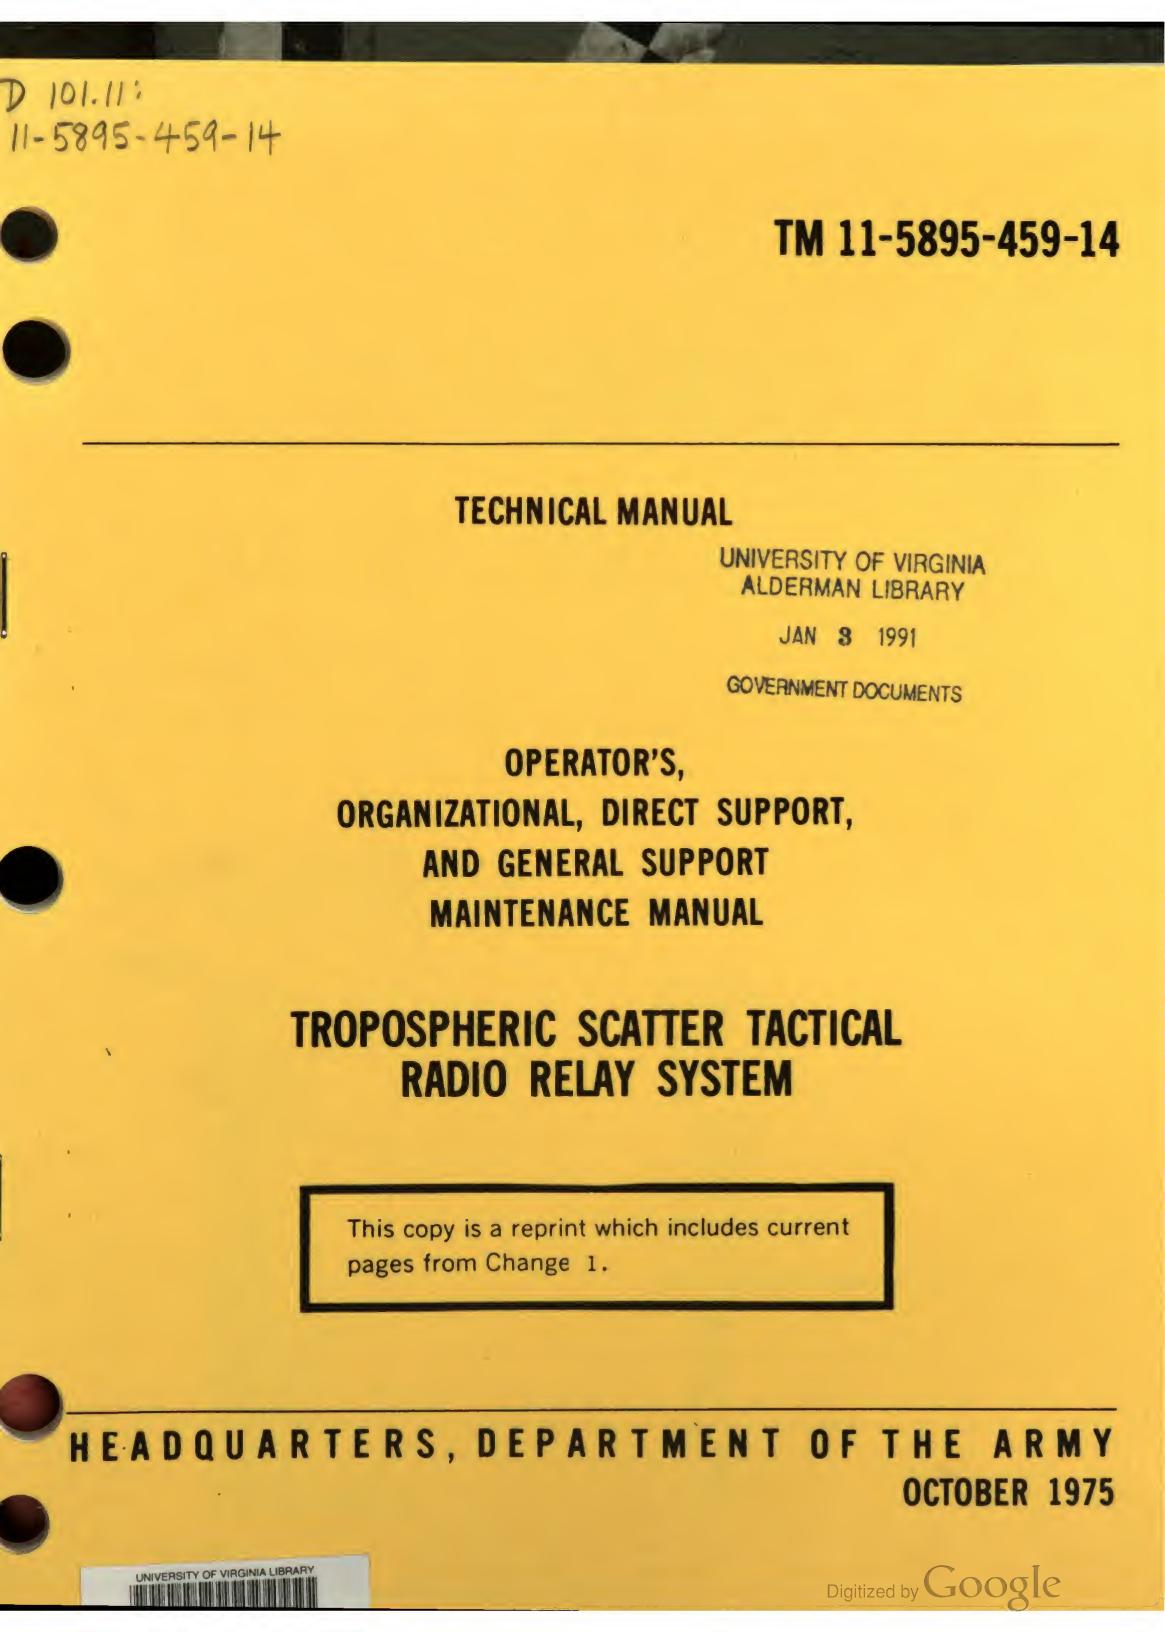 D 101.11:
11-5895-459-14
TM 11-5895-459-14
TECHNICAL MANUAL
UNIVERSITY OF VIRGINIA
ALDERMAN LIBRARY
JAN 3 1991
GOVERNMENT DOCUMENTS
OPERATOR'S,
ORGANIZATIONAL, DIRECT SUPPORT,
AND GENERAL SUPPORT
MAINTENANCE MANUAL
TROPOSPHERIC SCATTER TACTICAL
RADIO RELAY SYSTEM
This copy is a reprint which includes current
pages from Change 1.
HEADQUARTERS, DEPARTMENT OF THE ARMY
OCTOBER 1975
UNIVERSITY OF VIRGINIA LIBRARY
Digitized by Google